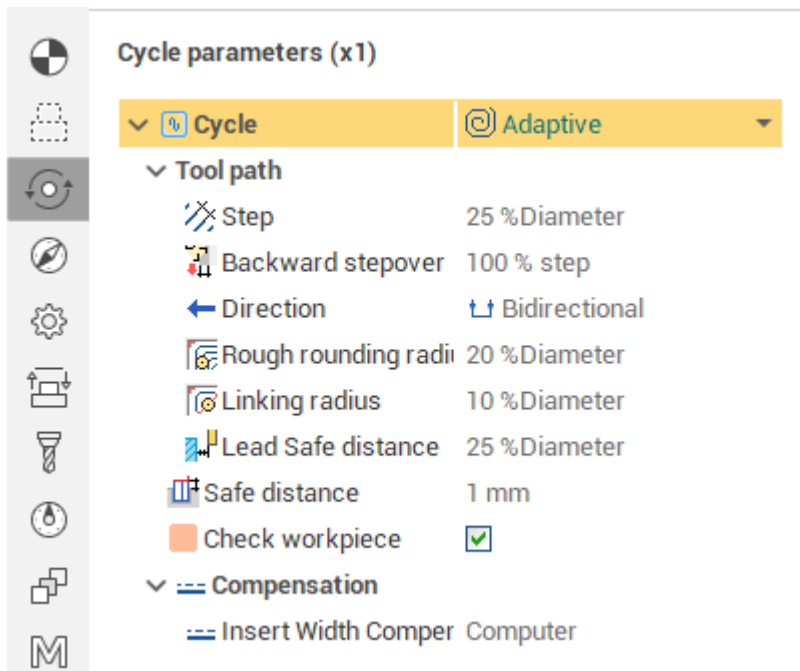 Cycle parameters (x1)
Cycle Adaptive
Tool path
Step 25 %Diameter
Backward stepover 100 % step
Direction Bidirectional
Rough rounding radi 20 %Diameter
Linking radius 10 %Diameter
Lead Safe distance 25 %Diameter
Safe distance 1 mm
Check workpiece
Compensation
Insert Width Comper Computer